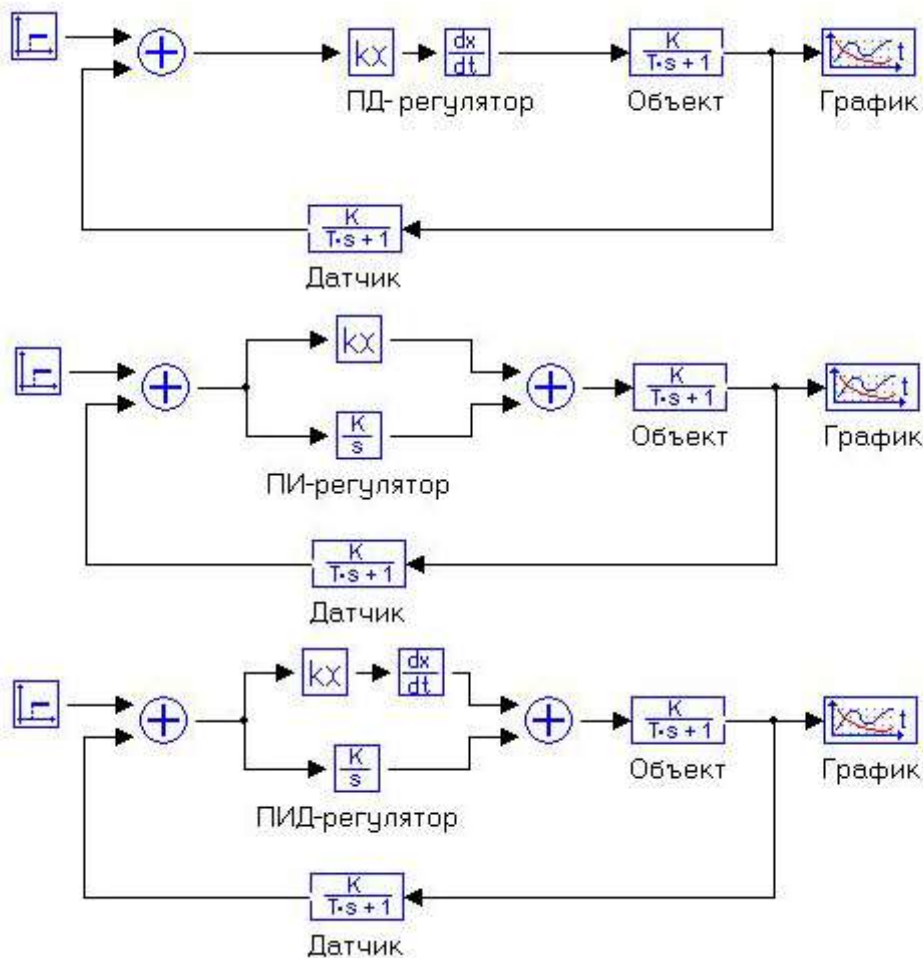 kx dx/dt K/(T·s+1) t
ПД-регулятор Объект График
K/(T·s+1)
Датчик
kx
K/(T·s+1) t
K/s Объект График
ПИ-регулятор
K/(T·s+1)
Датчик
kx dx/dt
K/(T·s+1) t
K/s Объект График
ПИД-регулятор
K/(T·s+1)
Датчик